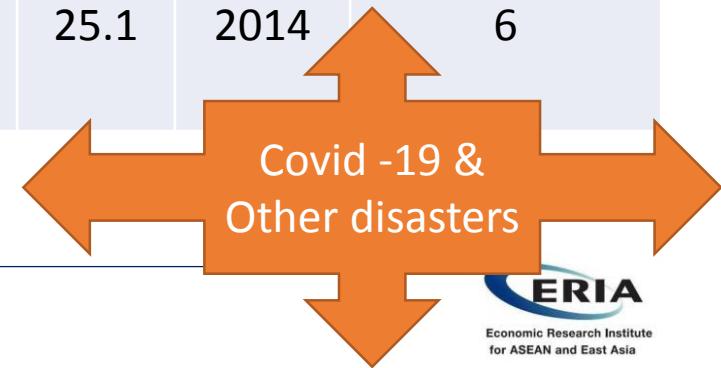 25.1 2014 6
Covid -19 &
Other disasters
ERIA
Economic Research Institute
for ASEAN and East Asia